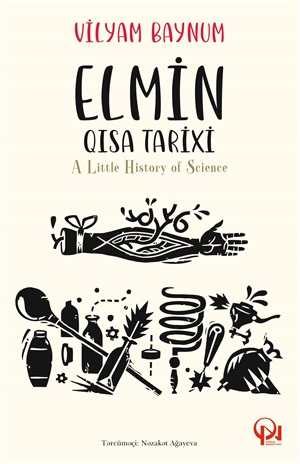 VİLYAM BAYNUM
ELMİN
QISA TARİXİ
A Little History of Science
Tərcüməçi: Nəzakət Ağayeva